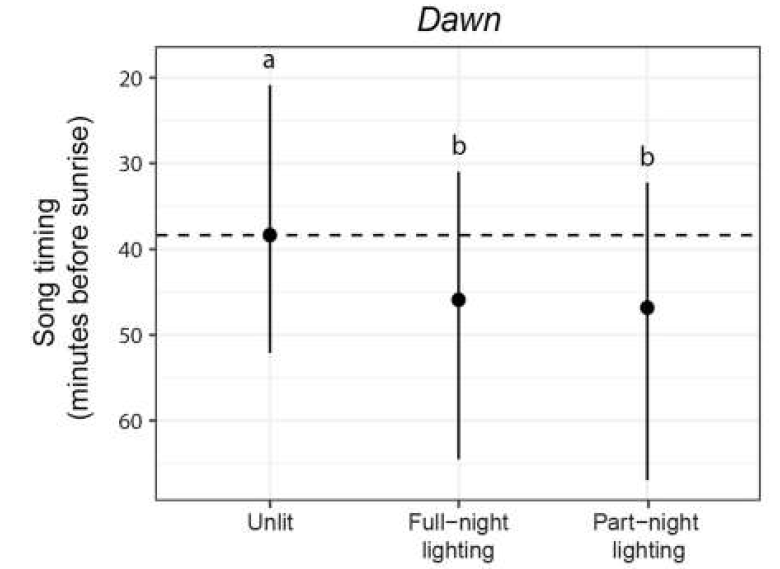 Dawn
Song timing
(minutes before sunrise)
20
30
40
50
60
a
b
b
Unlit
Full−night
lighting
Part−night
lighting